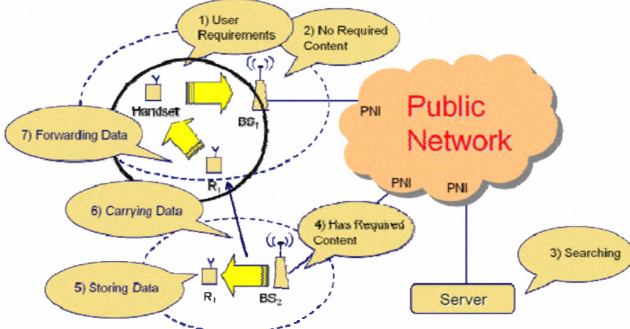 1) User
Requirements
2) No Required
Content
Handset
BS₁
PNI
Public
Network
7) Forwarding Data
R₁
PNI
PNI
6) Carrying Data
4) Has Required
Content
3) Searching
5) Storing Data
R₁
BS₂
Server